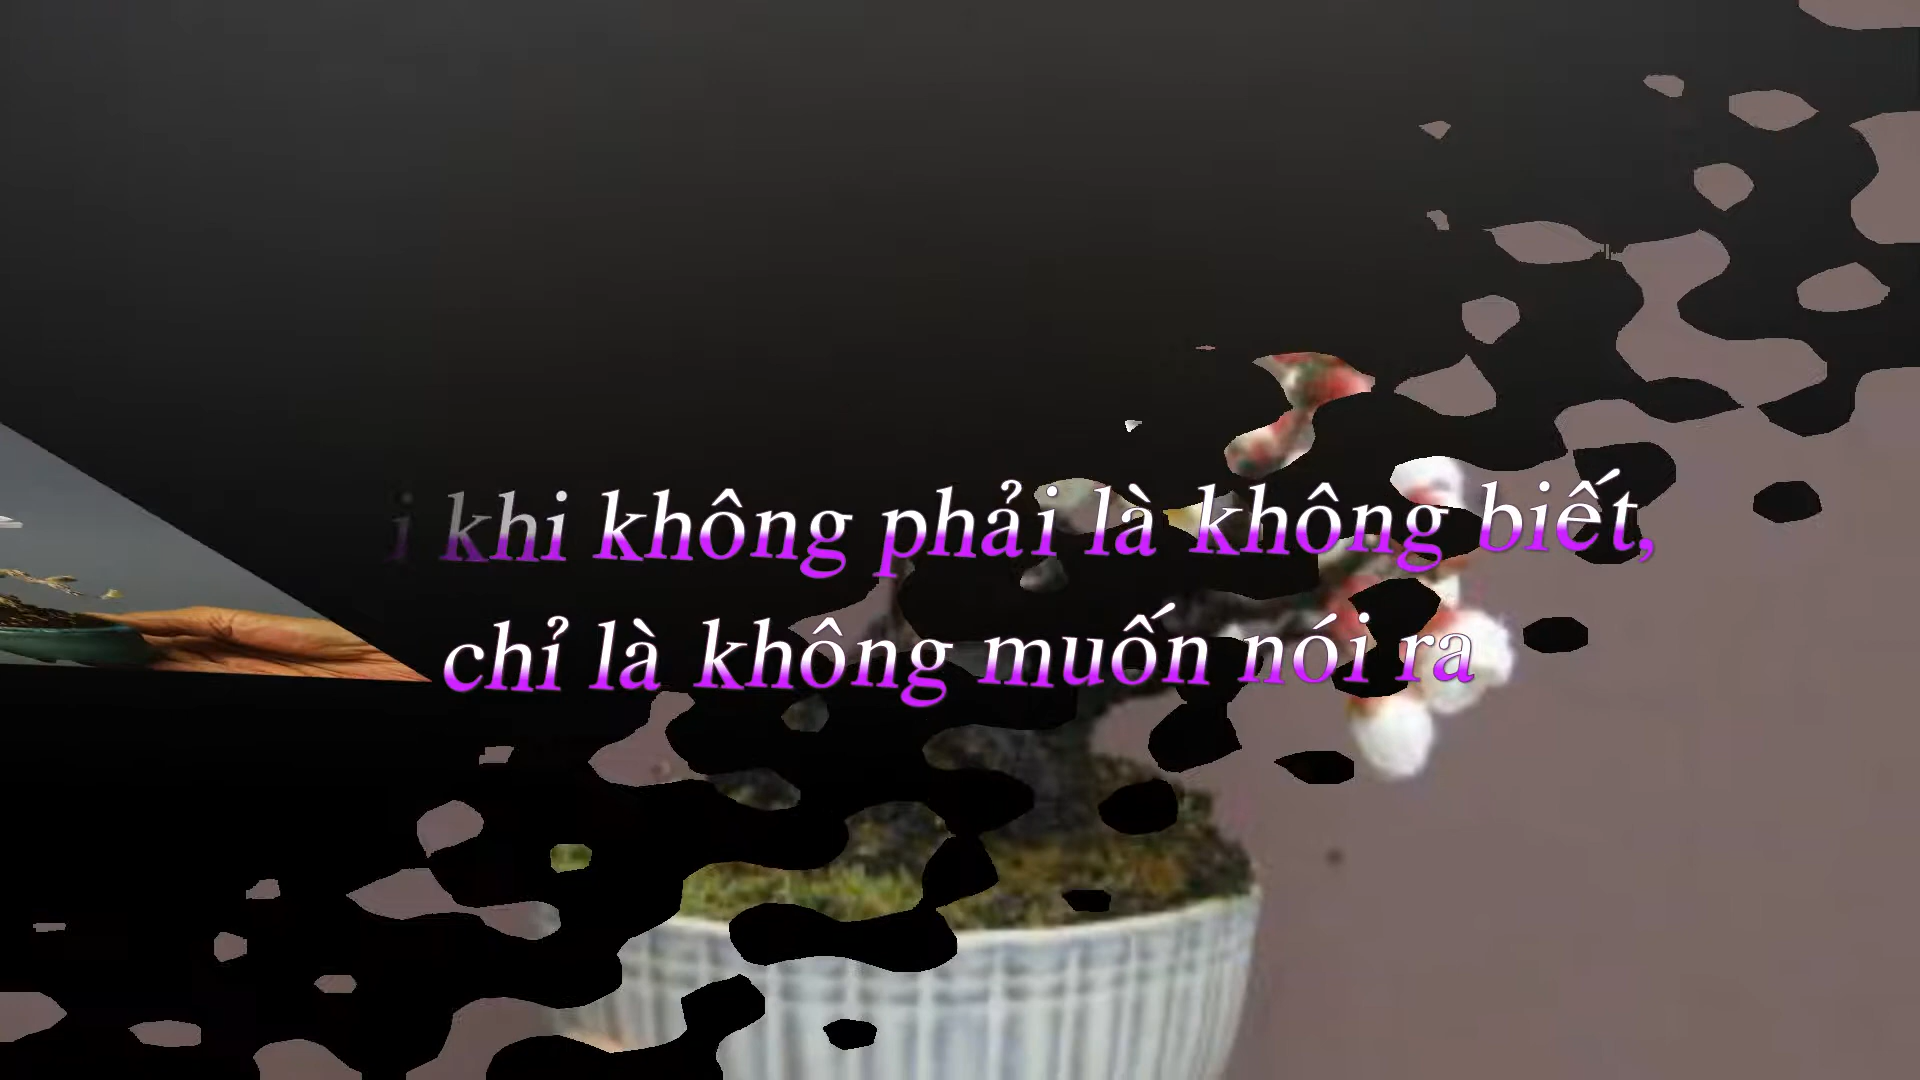 khi không phải là không biết,
chỉ là không muốn nói ra